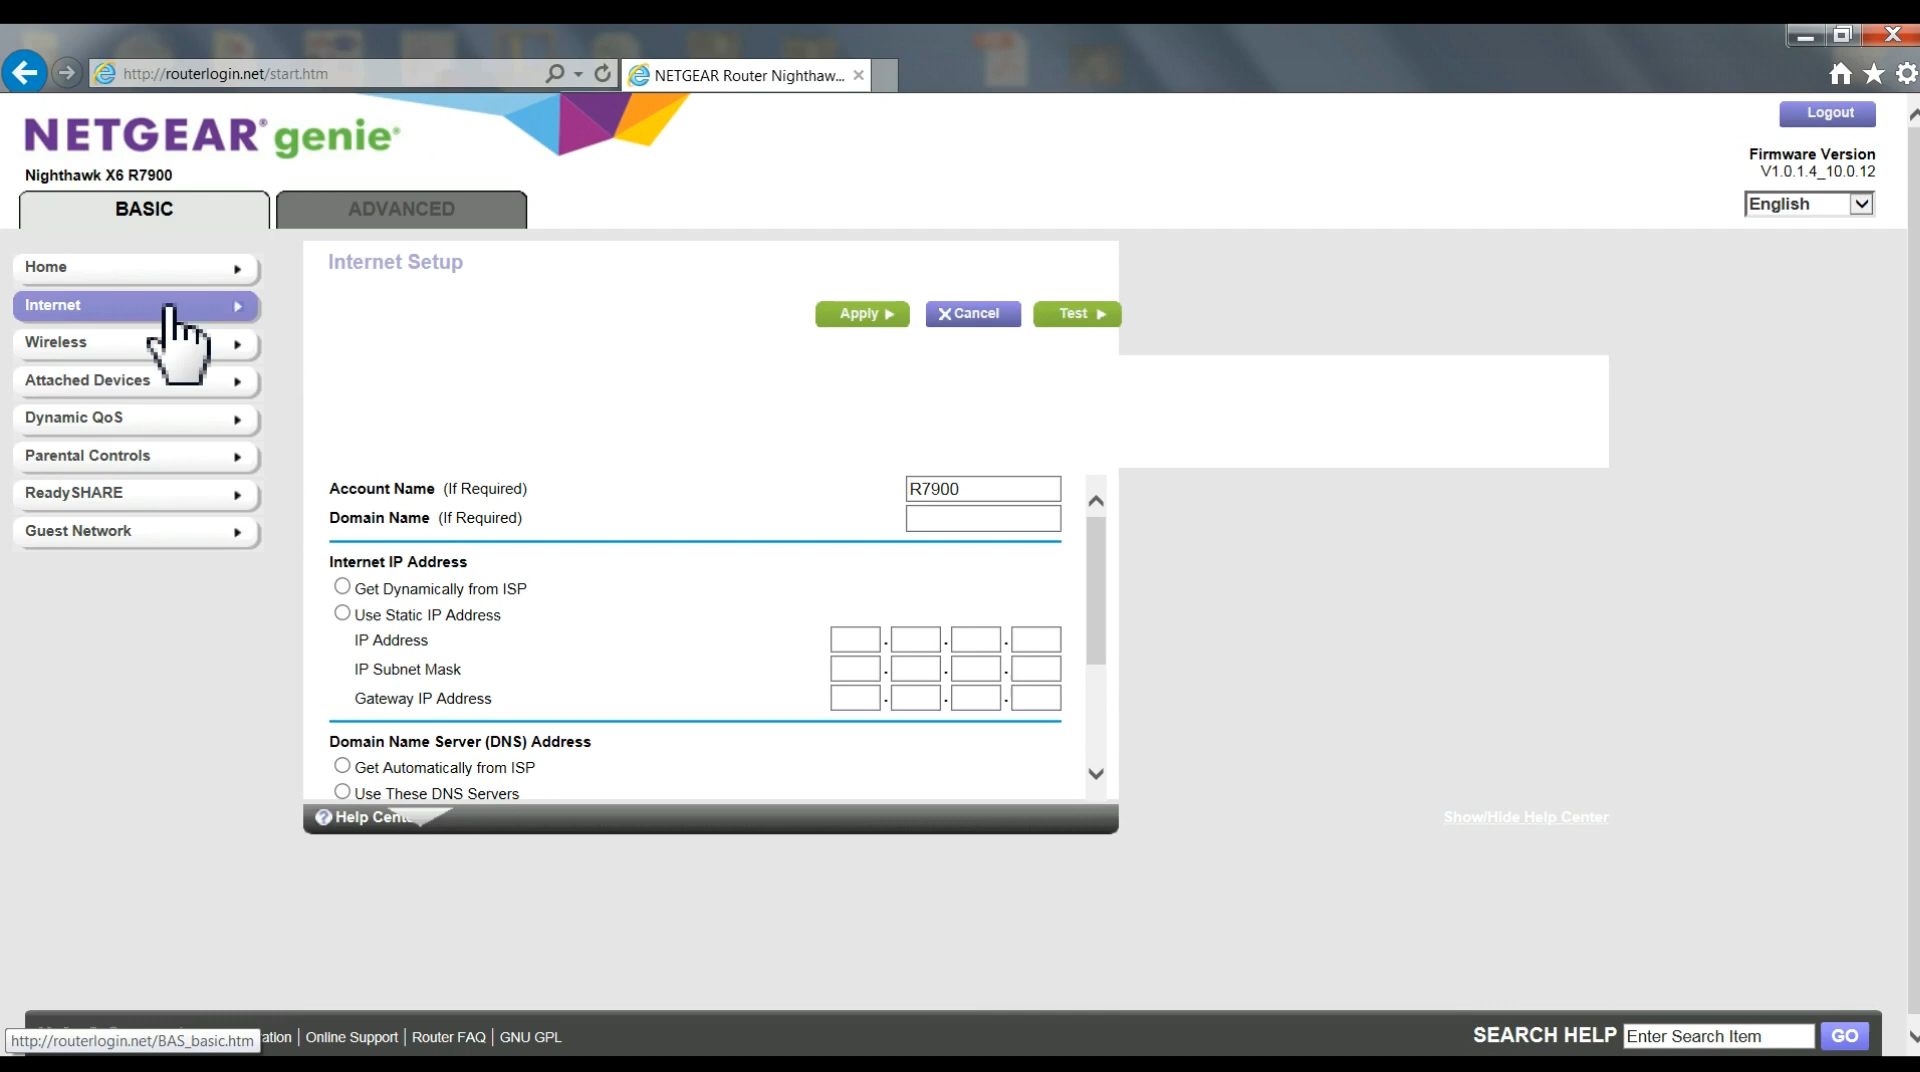 http://routerlogin.net/start.htm
NETGEAR Router Nighthaw...
NETGEAR® genie®
Logout
Nighthawk X6 R7900
Firmware Version
V1.0.1.4_10.0.12
English
BASIC
ADVANCED
Home
Internet
Wireless
Attached Devices
Dynamic QoS
Parental Controls
ReadySHARE
Guest Network
Internet Setup
Apply
Cancel
Test
Account Name (If Required)
R7900
Domain Name (If Required)
Internet IP Address
Get Dynamically from ISP
Use Static IP Address
IP Address
IP Subnet Mask
Gateway IP Address
Domain Name Server (DNS) Address
Get Automatically from ISP
Use These DNS Servers
Help
Show/Hide Help Center
http://routerlogin.net/BAS_basic.htm
Online Support | Router FAQ | GNU GPL
SEARCH HELP
Enter Search Item
GO